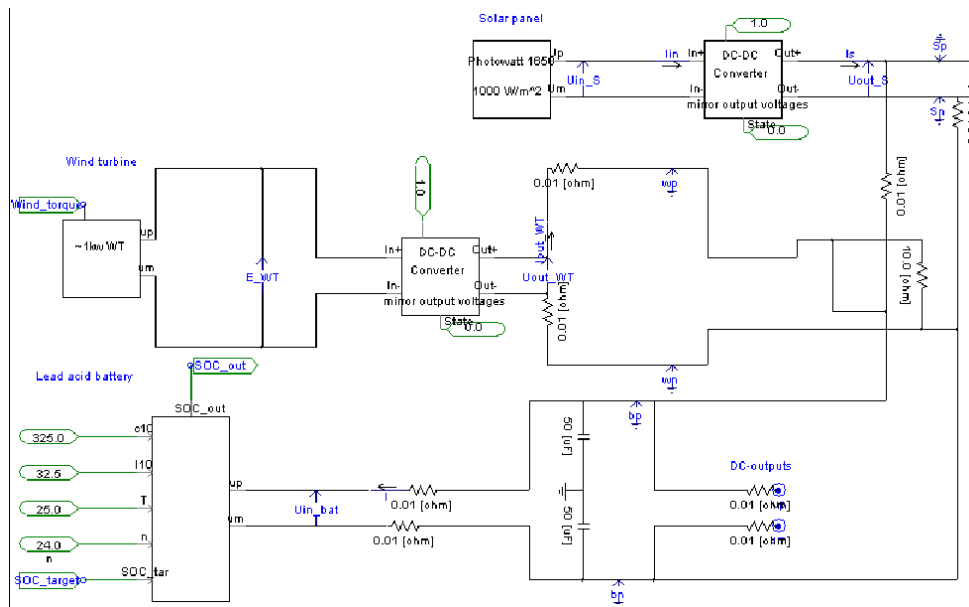 Solar panel
1.0
Photowatt 1650
1000 W/m^2
Up
Um
Uin_S
Iin
In+
In-
DC-DC
Converter
mirror output voltages
Out+
Out-
State
0.0
Is
Uout_S
Sp
Sn
0.01 [ohm]
Wind turbine
Wind_torque
~1kw WT
up
um
E_WT
1.0
In+
In-
DC-DC
Converter
mirror output voltages
Out+
Out-
State
0.0
Iout_WT
Uout_WT
0.01 [ohm]
0.01 [ohm]
wp
wn
10.0 [ohm]
Lead acid battery
SOC_out
SOC_out
325.0
c10
32.5
I10
25.0
T
24.0
n
n
SOC_target
SOC_tar
up
um
Uin_bat
I
0.01 [ohm]
0.01 [ohm]
50 [uF]
50 [uF]
bp
bn
DC-outputs
0.01 [ohm]
0.01 [ohm]